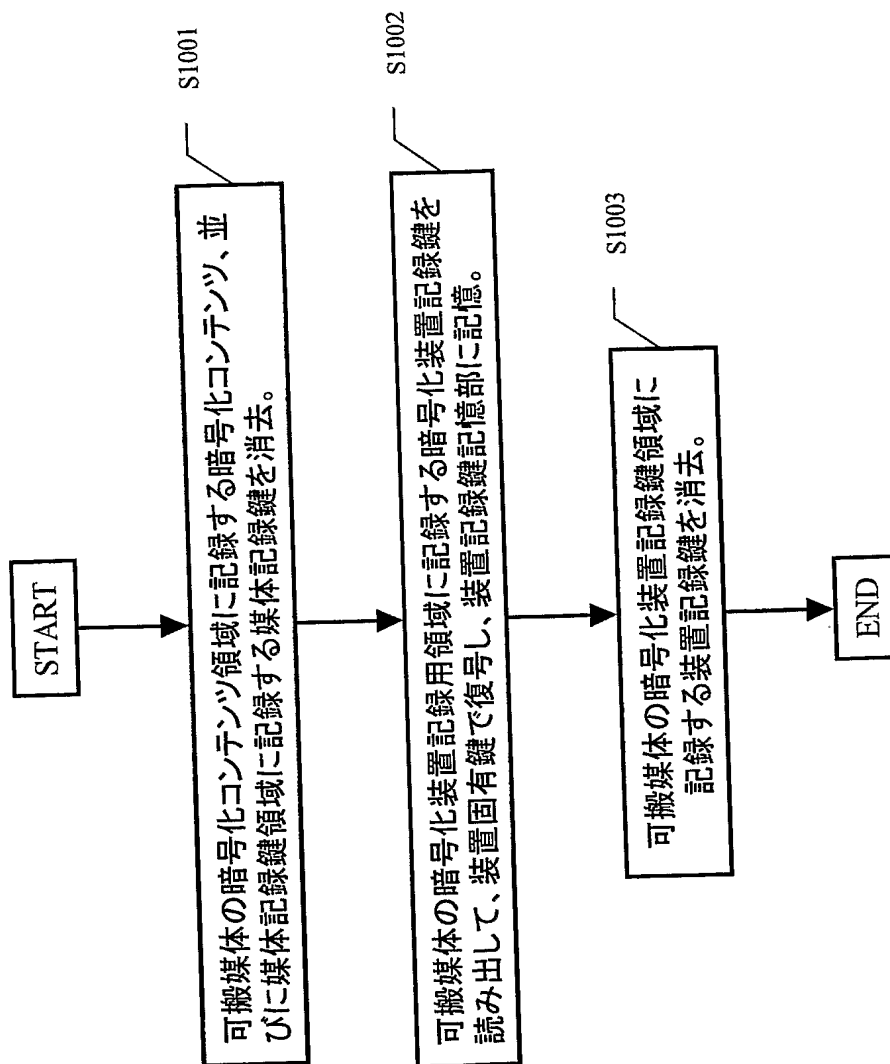 START
可搬媒体の暗号化コンテンツ領域に記録する暗号化コンテンツ、並
びに媒体記録鍵領域に記録する媒体記録鍵を消去。
S1001
可搬媒体の暗号化装置記録用領域に記録する暗号化装置記録鍵を
読み出して、装置固有鍵で復号し、装置記録鍵記憶部に記憶。
S1002
可搬媒体の暗号化装置記録鍵領域に
記録する装置記録鍵を消去。
S1003
END